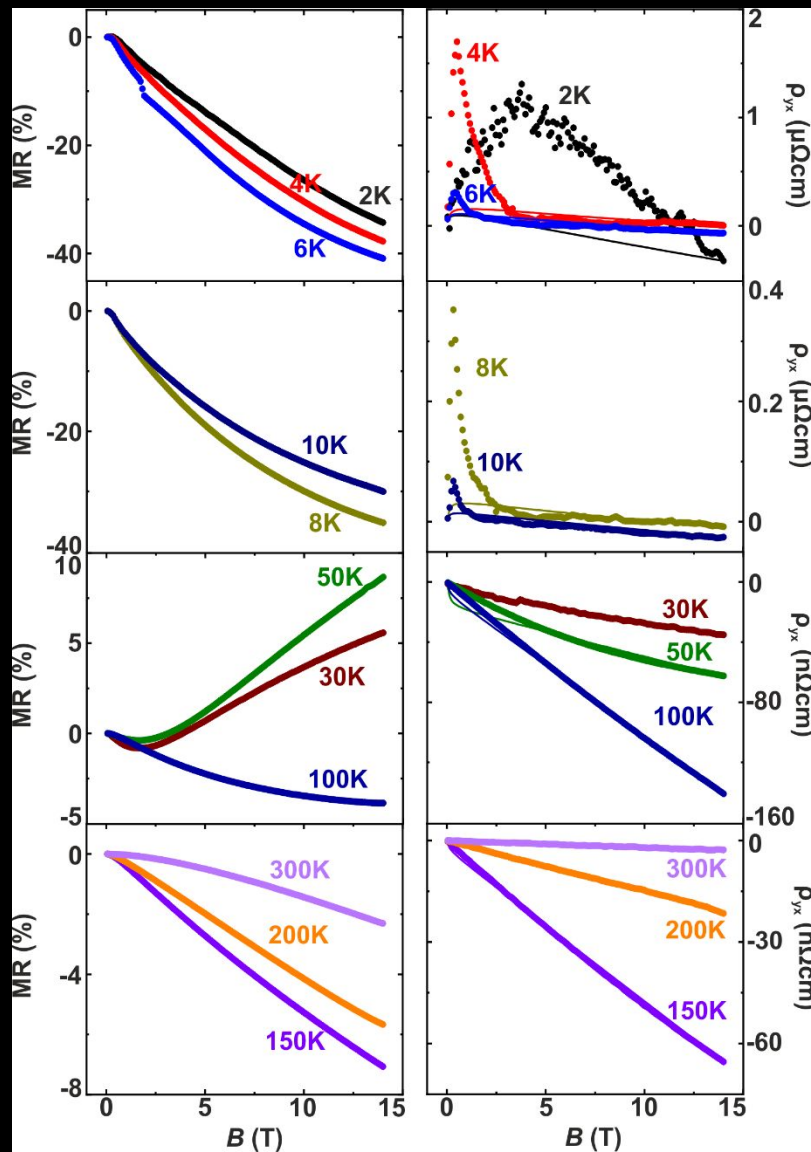 MR (%)
0
-20
-40
2K
4K
6K
2
1
0
ρyx (μΩcm)
4K
2K
6K
MR (%)
0
-20
-40
10K
8K
0.4
0.2
0
ρyx (μΩcm)
8K
10K
MR (%)
10
5
0
-5
50K
30K
100K
0
-80
-160
ρyx (nΩcm)
30K
50K
100K
MR (%)
0
-4
-8
300K
200K
150K
0
-30
-60
ρyx (nΩcm)
300K
200K
150K
0 5 10 15
B (T)
0 5 10 15
B (T)